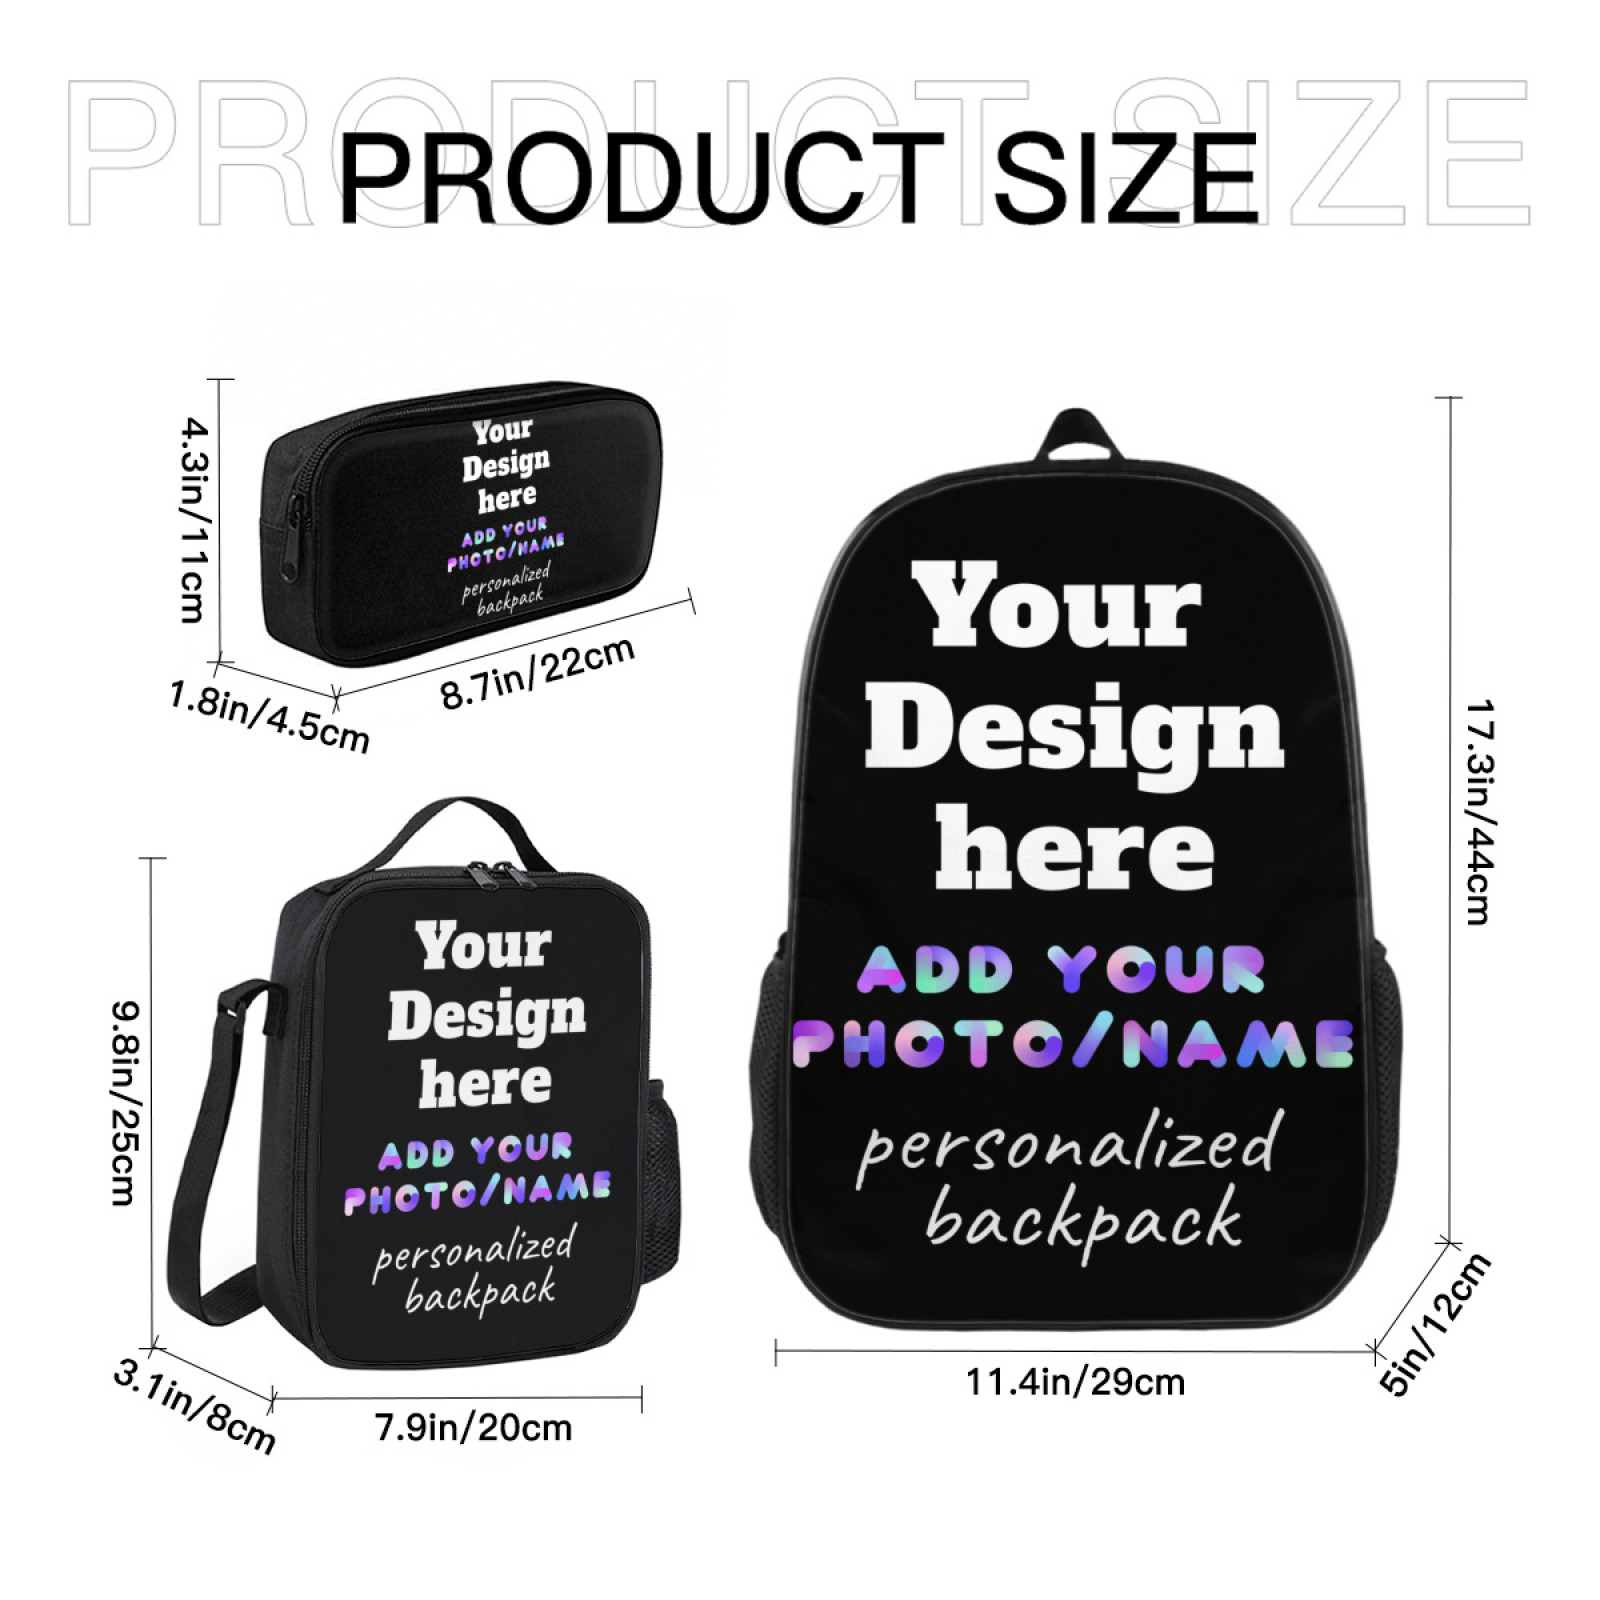 PRODUCT SIZE
PRODUCT SIZE
4.3in/11cm
Your
Design
here
ADD YOUR
PHOTO/NAME
personalized
backpack
1.8in/4.5cm
8.7in/22cm
9.8in/25cm
Your
Design
here
ADD YOUR
PHOTO/NAME
personalized
backpack
3.1in/8cm
7.9in/20cm
Your
Design
here
ADD YOUR
PHOTO/NAME
personalized
backpack
17.3in/44cm
11.4in/29cm
5in/12cm